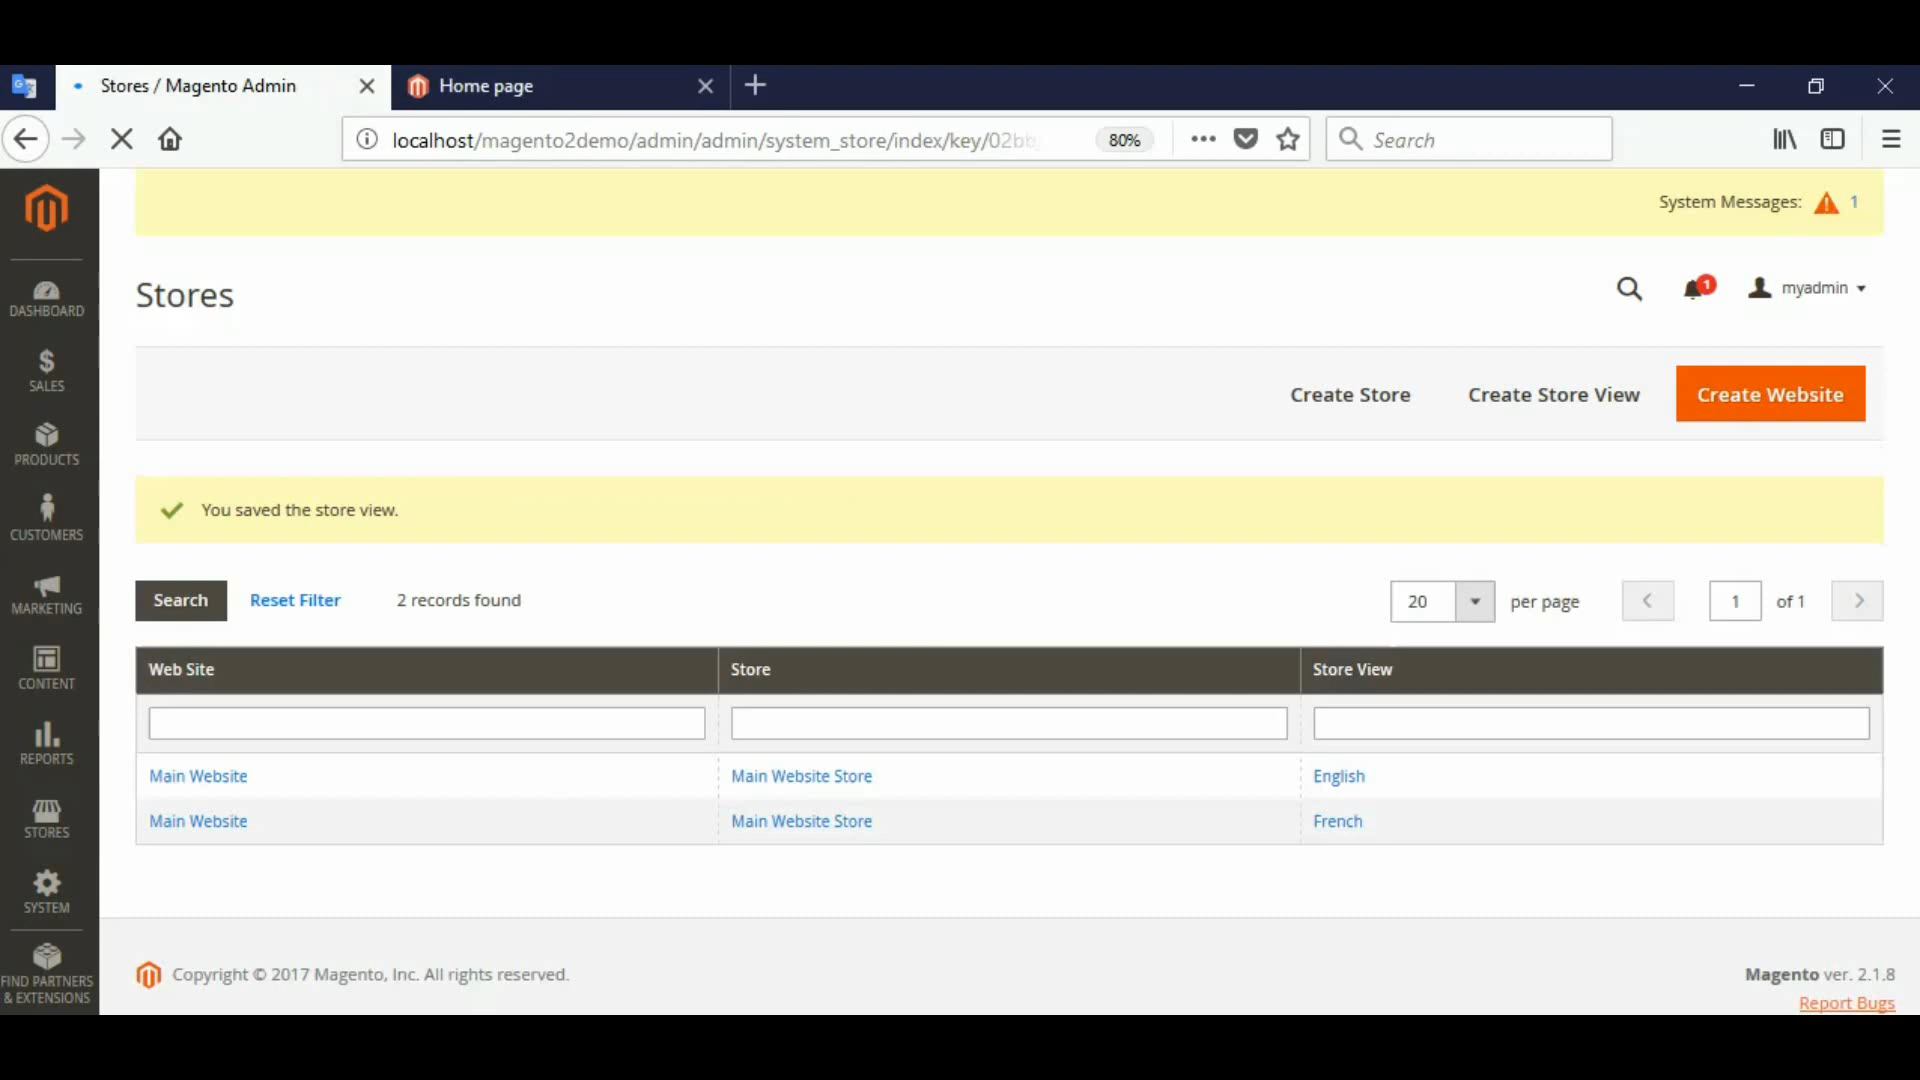 Stores / Magento Admin
Home page
localhost/magento2demo/admin/admin/system_store/index/key/02bb
80%
Search
System Messages: 1
Stores
1
myadmin
DASHBOARD
SALES
PRODUCTS
CUSTOMERS
MARKETING
CONTENT
REPORTS
STORES
SYSTEM
FIND PARTNERS
& EXTENSIONS
Create Store
Create Store View
Create Website
You saved the store view.
Search
Reset Filter
2 records found
20
per page
1
of 1
Web Site
Store
Store View
Main Website
Main Website Store
English
Main Website
Main Website Store
French
Copyright © 2017 Magento, Inc. All rights reserved.
Magento ver. 2.1.8
Report Bugs